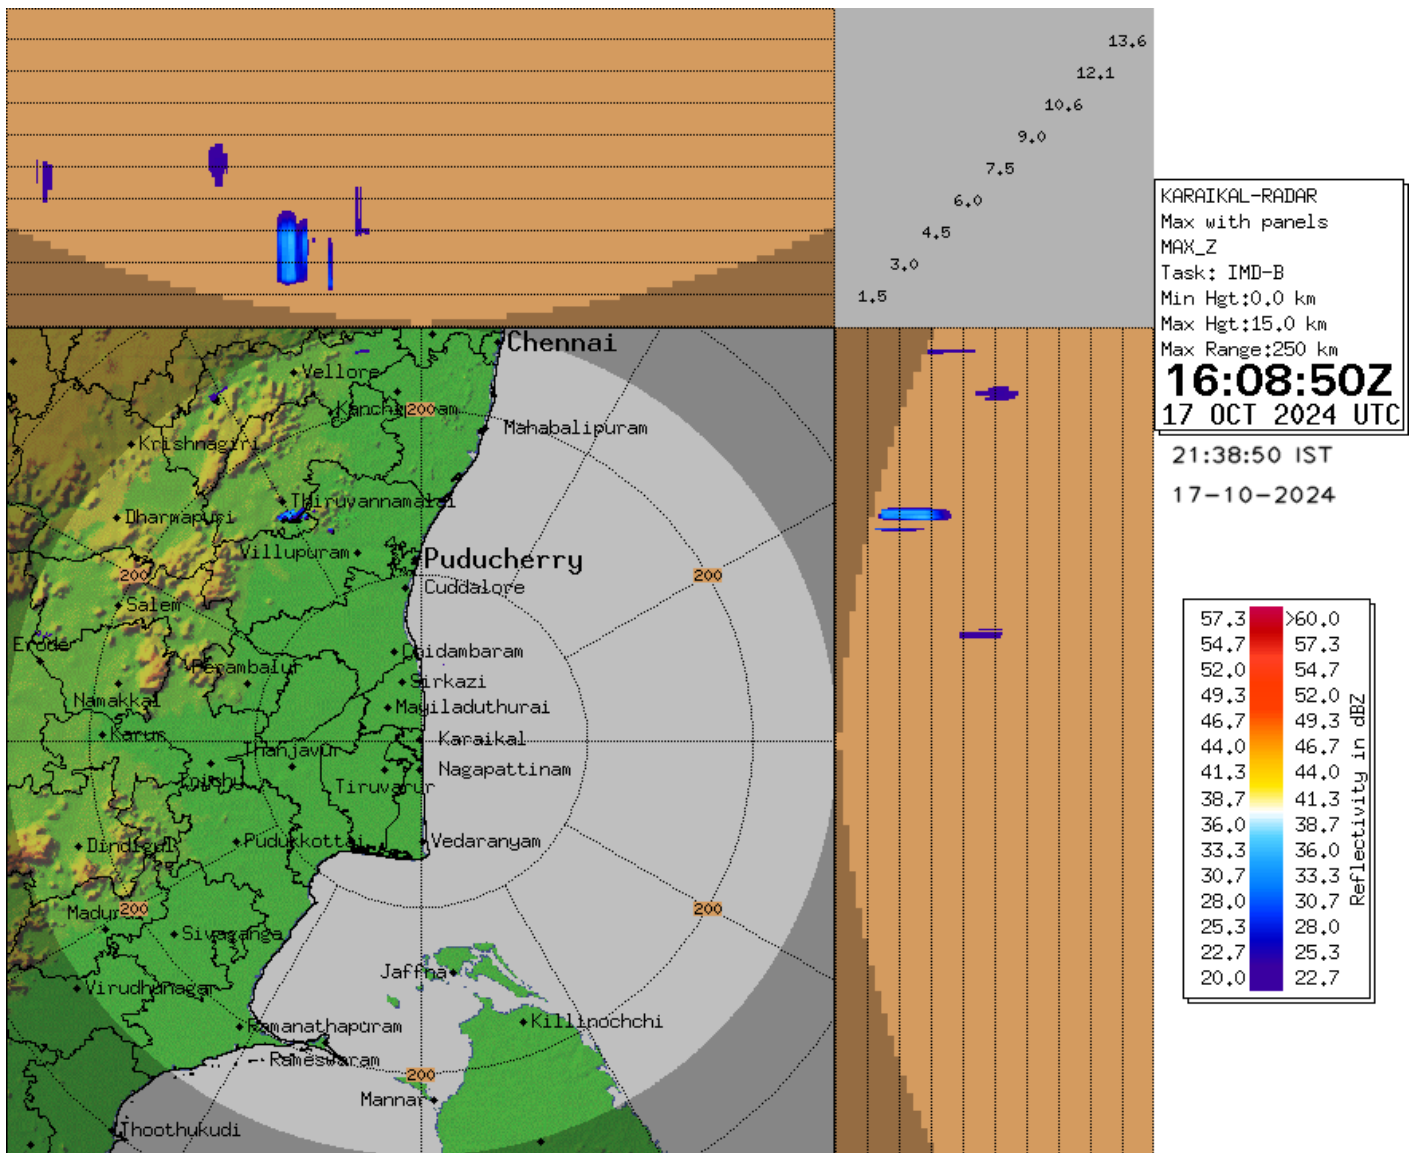 13.6
12.1
10.6
9.0
7.5
6.0
4.5
3.0
1.5
KARAIKAL-RADAR
Max with panels
MAX_Z
Task: IMD-B
Min Hgt:0.0 km
Max Hgt:15.0 km
Max Range:250 km
16:08:50Z
17 OCT 2024 UTC
21:38:50 IST
17-10-2024
Chennai
Vellore
200
Mahabalipuram
Krishnagiri
Thiruvannamalai
Dharmapuri
Villupuram
Puducherry
200
200
Cuddalore
Salem
Erode
Chidambaram
Perambalur
Sirkazi
Namakkal
Mayiladuthurai
Karur
Karaikal
Thanjavur
Trichy
Nagapattinam
Tiruvarur
Dindigul
Pudukkottai
Vedaranyam
200
200
Sivaganga
Jaffna
Virudhunagar
Ramanathapuram
Killinochchi
Rameswaram
200
Mannar
Thoothukudi
57.3 >60.0
54.7 57.3
52.0 54.7
49.3 52.0
46.7 49.3
44.0 46.7
41.3 44.0
38.7 41.3
36.0 38.7
33.3 36.0
30.7 33.3
28.0 30.7
25.3 28.0
22.7 25.3
20.0 22.7
Reflectivity in dBZ